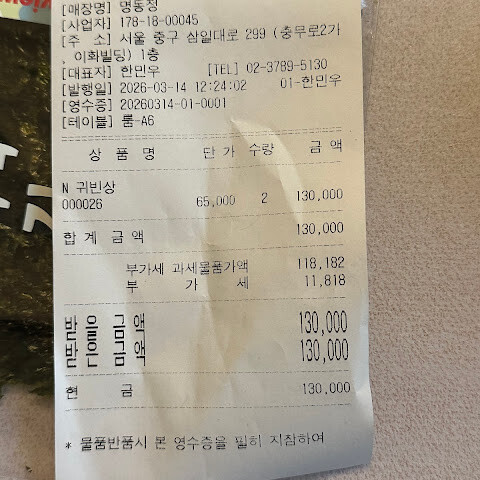 [매장명] 명동정
[사업자] 178-18-00045
[주 소] 서울 중구 삼일대로 299 (충무로2가
, 이화빌딩) 1층
[대표자] 한민우 [TEL] 02-3789-5130
[발행일] 2026-03-14 12:24:02 01-한민우
[영수증] 20260314-01-0001
[테이블] 룸-A6
상 품 명 단 가 수량 금 액
N 귀빈상
000026 65,000 2 130,000
합 계 금 액 130,000
부가세 과세물품가액 118,182
부 가 세 11,818
받을금액 130,000
받은금액 130,000
현 금 130,000
* 물품반품시 본 영수증을 필히 지참하여